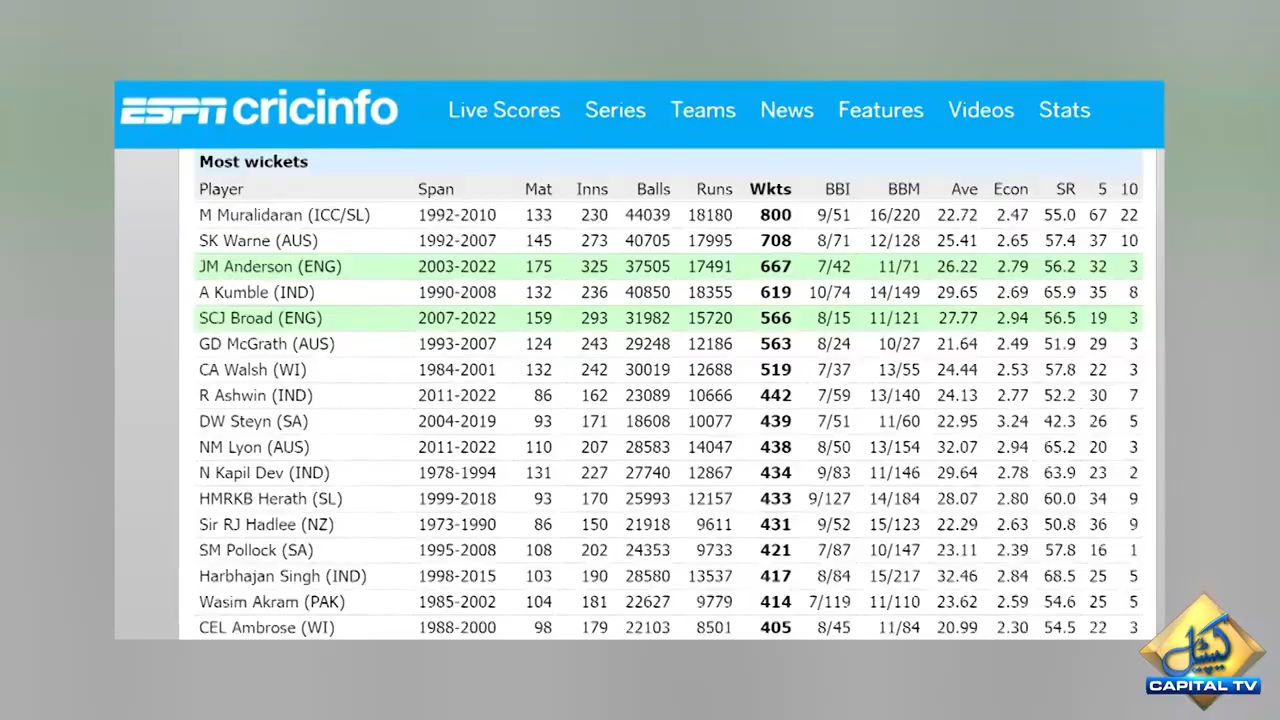 ESPN cricinfo Live Scores Series Teams News Features Videos Stats
Most wickets
Player Span Mat Inns Balls Runs Wkts BBI BBM Ave Econ SR 5 10
M Muralidaran (ICC/SL) 1992-2010 133 230 44039 18180 800 9/51 16/220 22.72 2.47 55.0 67 22
SK Warne (AUS) 1992-2007 145 273 40705 17995 708 8/71 12/128 25.41 2.65 57.4 37 10
JM Anderson (ENG) 2003-2022 175 325 37505 17491 667 7/42 11/71 26.22 2.79 56.2 32 3
A Kumble (IND) 1990-2008 132 236 40850 18355 619 10/74 14/149 29.65 2.69 65.9 35 8
SCJ Broad (ENG) 2007-2022 159 293 31982 15720 566 8/15 11/121 27.77 2.94 56.5 19 3
GD McGrath (AUS) 1993-2007 124 243 29248 12186 563 8/24 10/27 21.64 2.49 51.9 29 3
CA Walsh (WI) 1984-2001 132 242 30019 12688 519 7/37 13/55 24.44 2.53 57.8 22 3
R Ashwin (IND) 2011-2022 86 162 23089 10666 442 7/59 13/140 24.13 2.77 52.2 30 7
DW Steyn (SA) 2004-2019 93 171 18608 10077 439 7/51 11/60 22.95 3.24 42.3 26 5
NM Lyon (AUS) 2011-2022 110 207 28583 14047 438 8/50 13/154 32.07 2.94 65.2 20 3
N Kapil Dev (IND) 1978-1994 131 227 27740 12867 434 9/83 11/146 29.64 2.78 63.9 23 2
HMRKB Herath (SL) 1999-2018 93 170 25993 12157 433 9/127 14/184 28.07 2.80 60.0 34 9
Sir RJ Hadlee (NZ) 1973-1990 86 150 21918 9611 431 9/52 15/123 22.29 2.63 50.8 36 9
SM Pollock (SA) 1995-2008 108 202 24353 9733 421 7/87 10/147 23.11 2.39 57.8 16 1
Harbhajan Singh (IND) 1998-2015 103 190 28580 13537 417 8/84 15/217 32.46 2.84 68.5 25 5
Wasim Akram (PAK) 1985-2002 104 181 22627 9779 414 7/119 11/110 23.62 2.59 54.6 25 5
CEL Ambrose (WI) 1988-2000 98 179 22103 8501 405 8/45 11/84 20.99 2.30 54.5 22 3
کیپٹل
CAPITAL TV